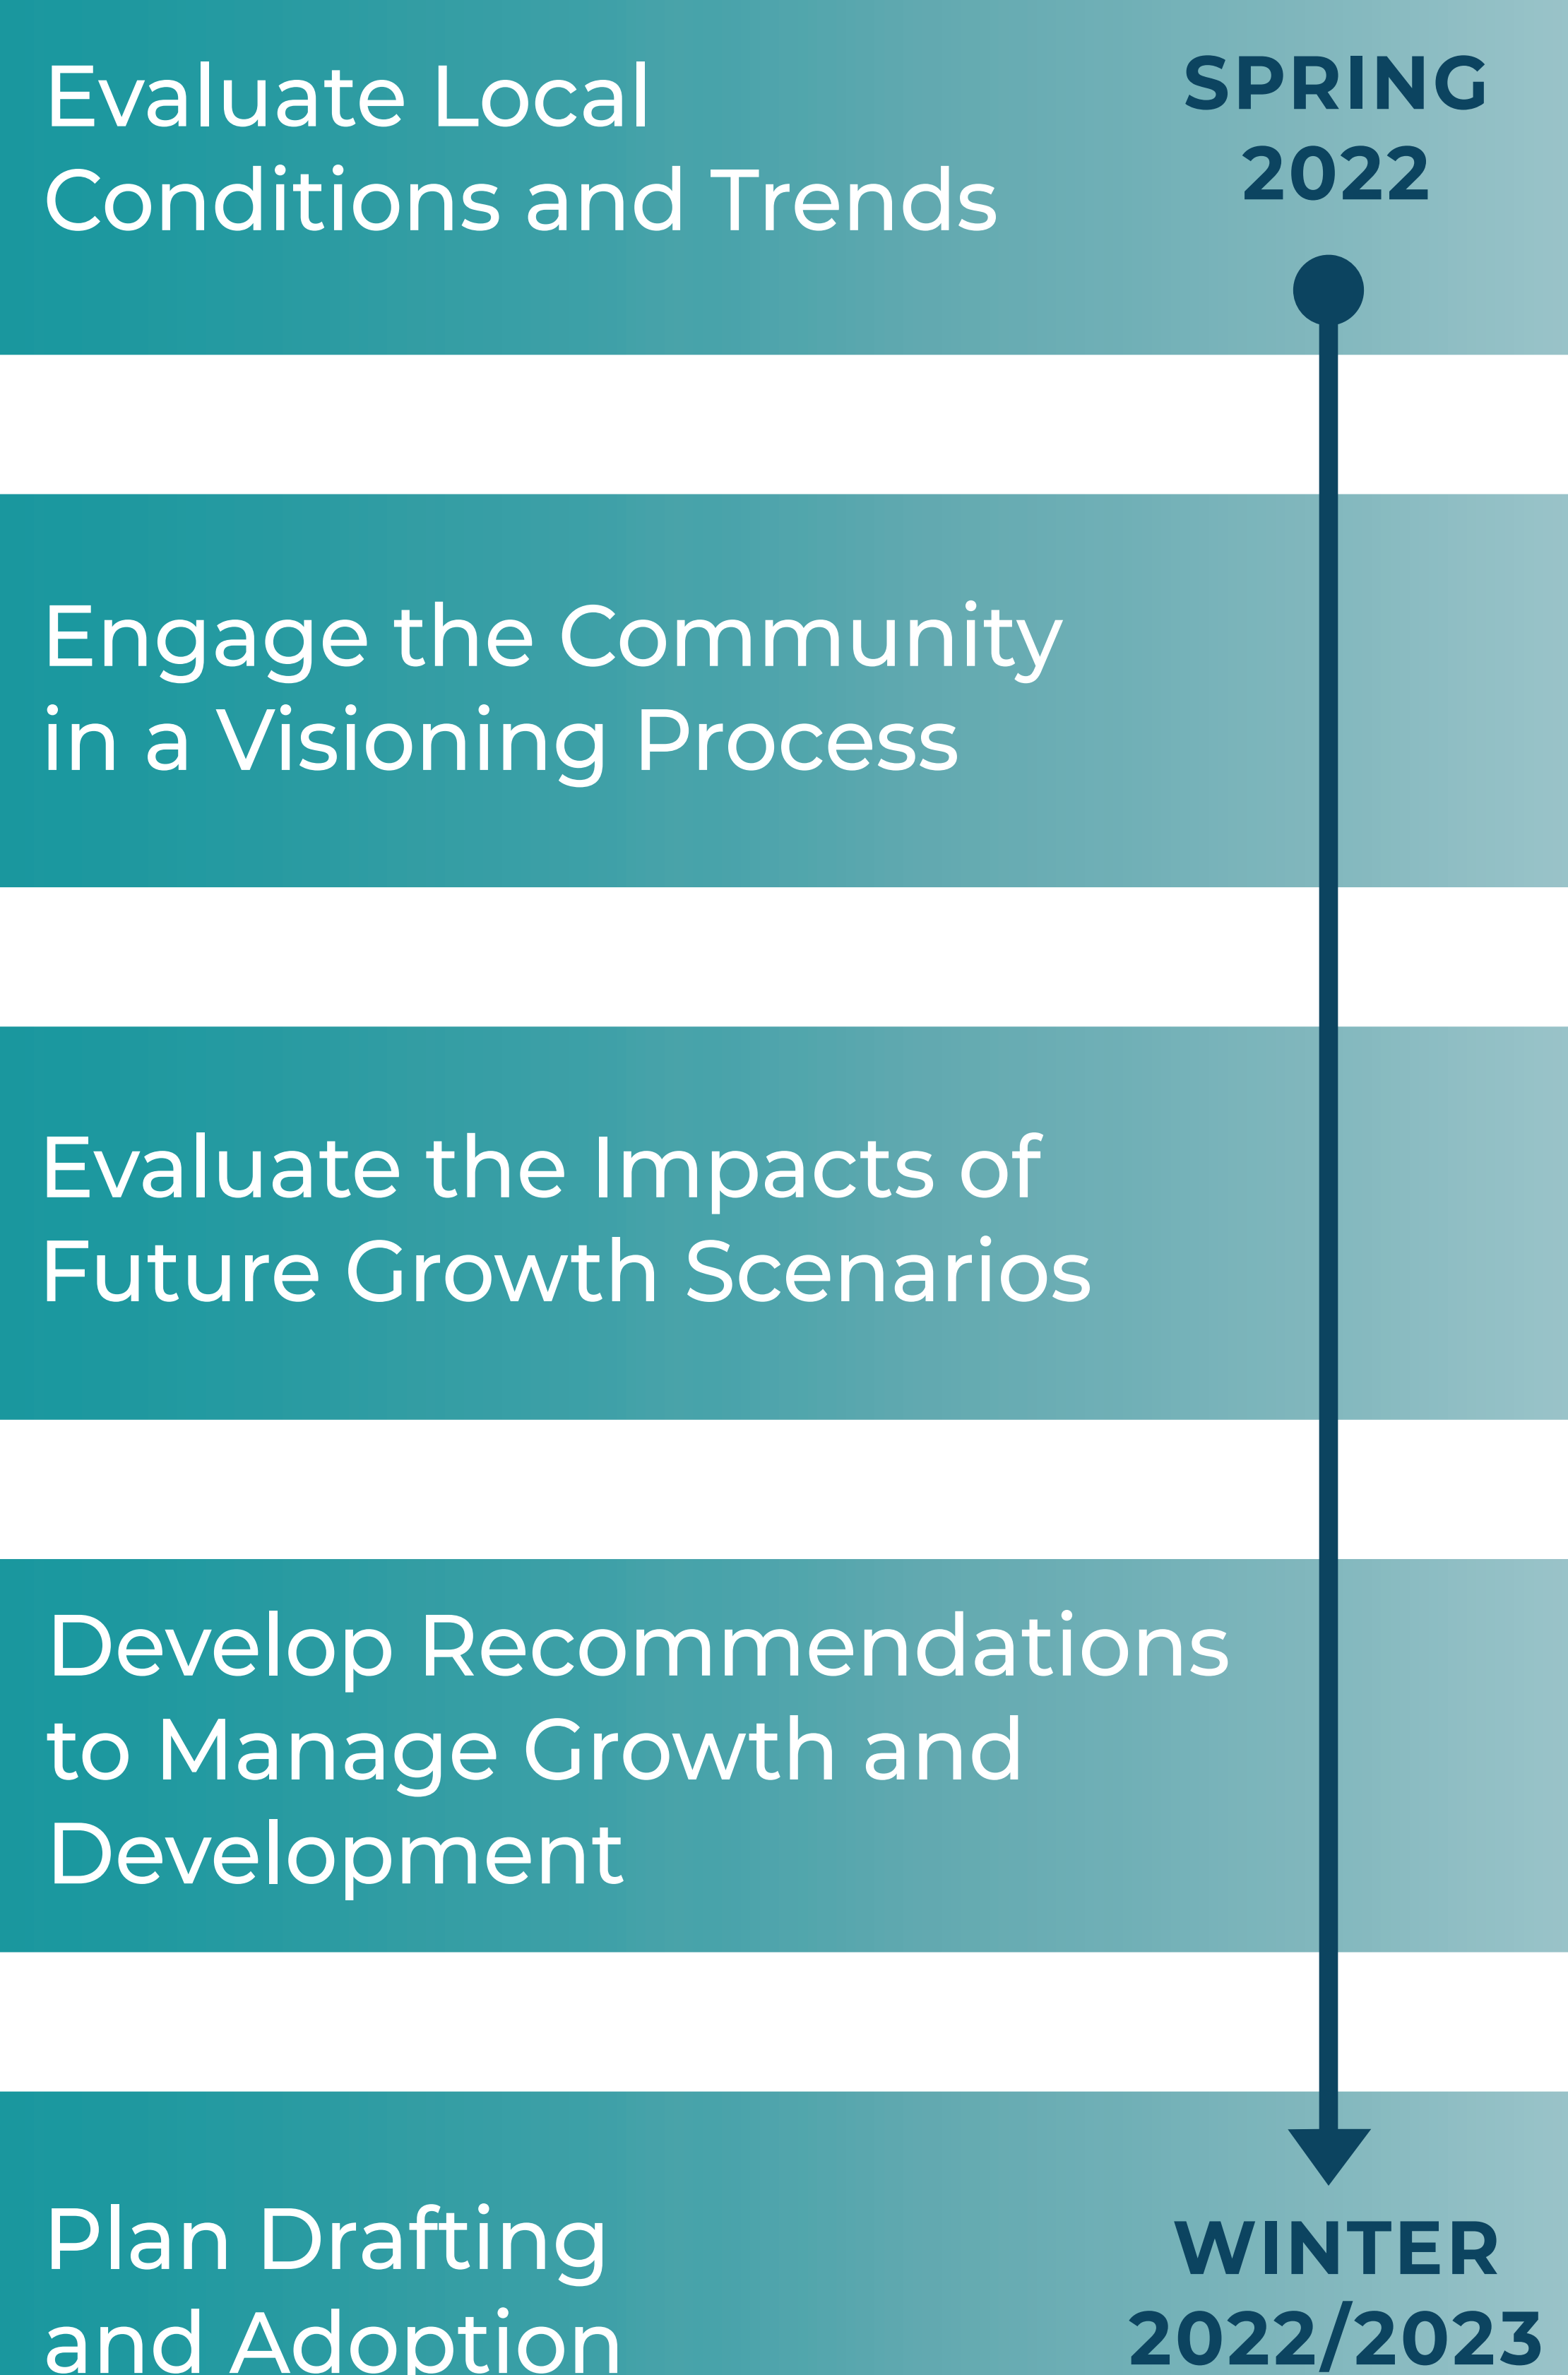 Evaluate Local
Conditions and Trends
SPRING
2022
Engage the Community
in a Visioning Process
Evaluate the Impacts of
Future Growth Scenarios
Develop Recommendations
to Manage Growth and
Development
Plan Drafting
and Adoption
WINTER
2022/2023